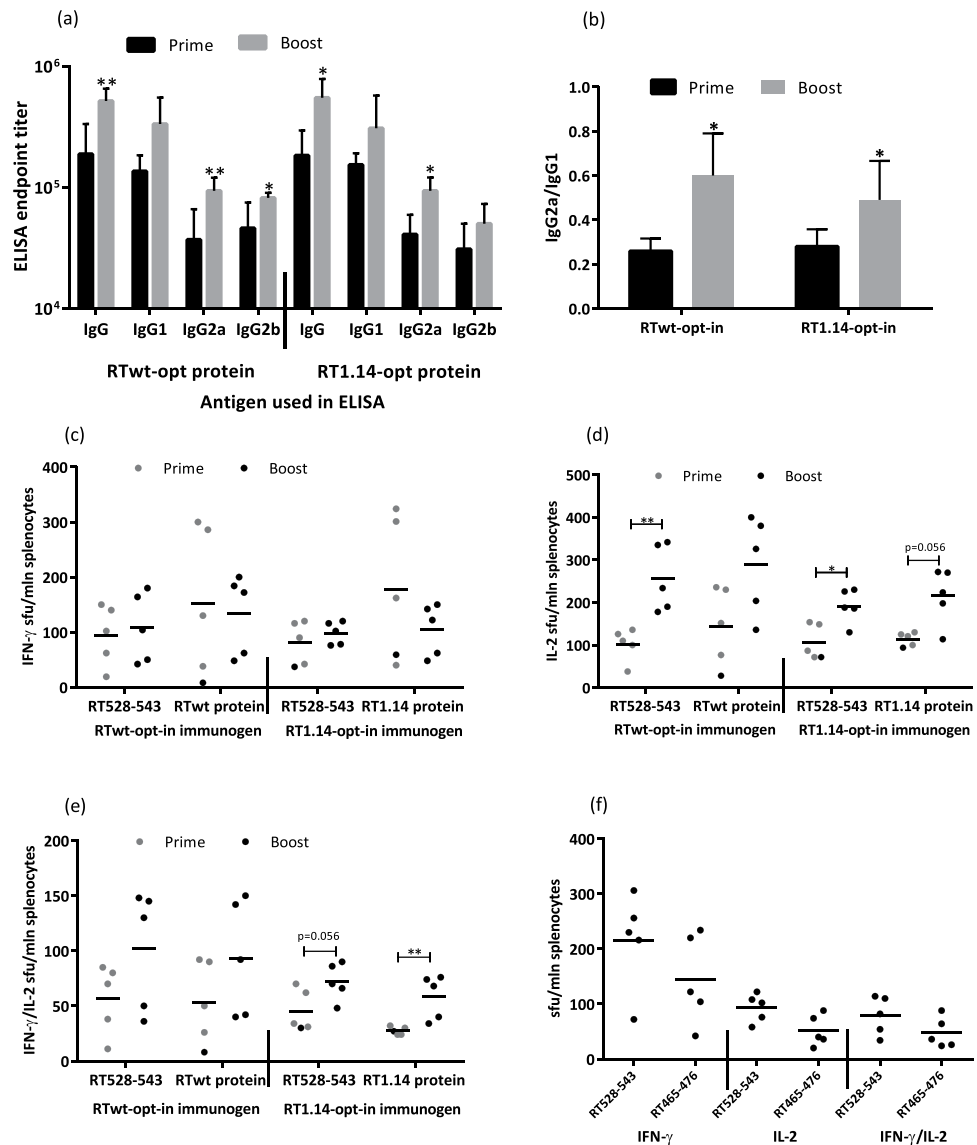 (a)
Prime Boost
10⁶
10⁵
10⁴
ELISA endpoint titer
** ** * * *
IgG IgG1 IgG2a IgG2b IgG IgG1 IgG2a IgG2b
RTwt-opt protein RT1.14-opt protein
Antigen used in ELISA
(b)
Prime Boost
1.0
0.8
0.6
0.4
0.2
0.0
IgG2a/IgG1
* *
RTwt-opt-in RT1.14-opt-in
(c)
Prime Boost
400
300
200
100
0
IFN-γ sfu/mln splenocytes
RT528-543 RTwt protein RT528-543 RT1.14 protein
RTwt-opt-in immunogen RT1.14-opt-in immunogen
(d)
Prime Boost
500
400
300
200
100
0
IL-2 sfu/mln splenocytes
** * p=0.056
RT528-543 RTwt protein RT528-543 RT1.14 protein
RTwt-opt-in immunogen RT1.14-opt-in immunogen
(e)
Prime Boost
200
150
100
50
0
IFN-γ/IL-2 sfu/mln splenocytes
p=0.056 **
RT528-543 RTwt protein RT528-543 RT1.14 protein
RTwt-opt-in immunogen RT1.14-opt-in immunogen
(f)
400
300
200
100
0
sfu/mln splenocytes
RT528-543 RT465-476 RT528-543 RT465-476 RT528-543 RT465-476
IFN-γ IL-2 IFN-γ/IL-2